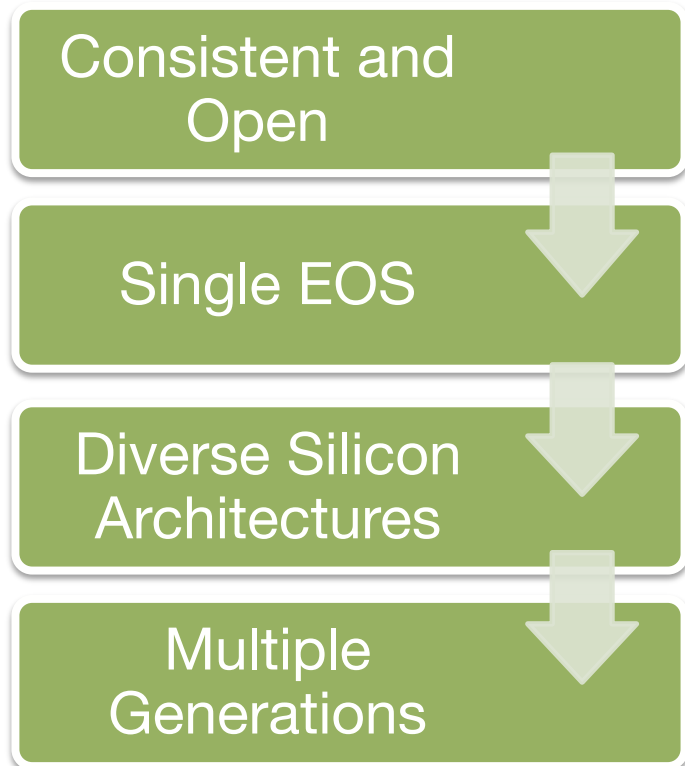 Consistent and
Open
Single EOS
Diverse Silicon
Architectures
Multiple
Generations